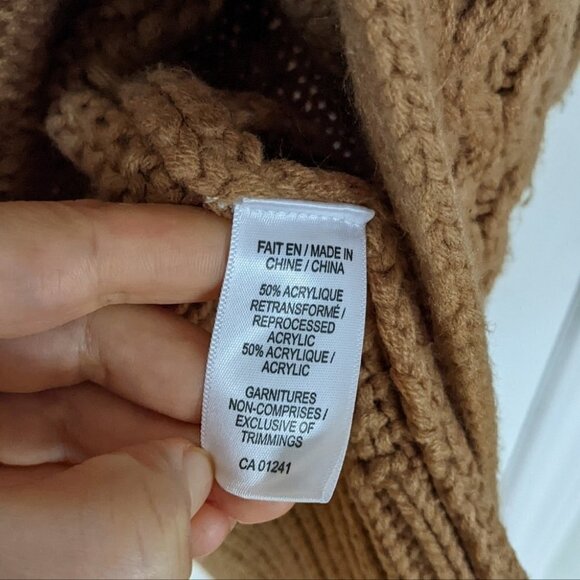 FAIT EN / MADE IN
CHINE / CHINA
50% ACRYLIQUE
RETRANSFORMÉ /
REPROCESSED
ACRYLIC
50% ACRYLIQUE /
ACRYLIC
GARNITURES
NON-COMPRISES /
EXCLUSIVE OF
TRIMMINGS
CA 01241